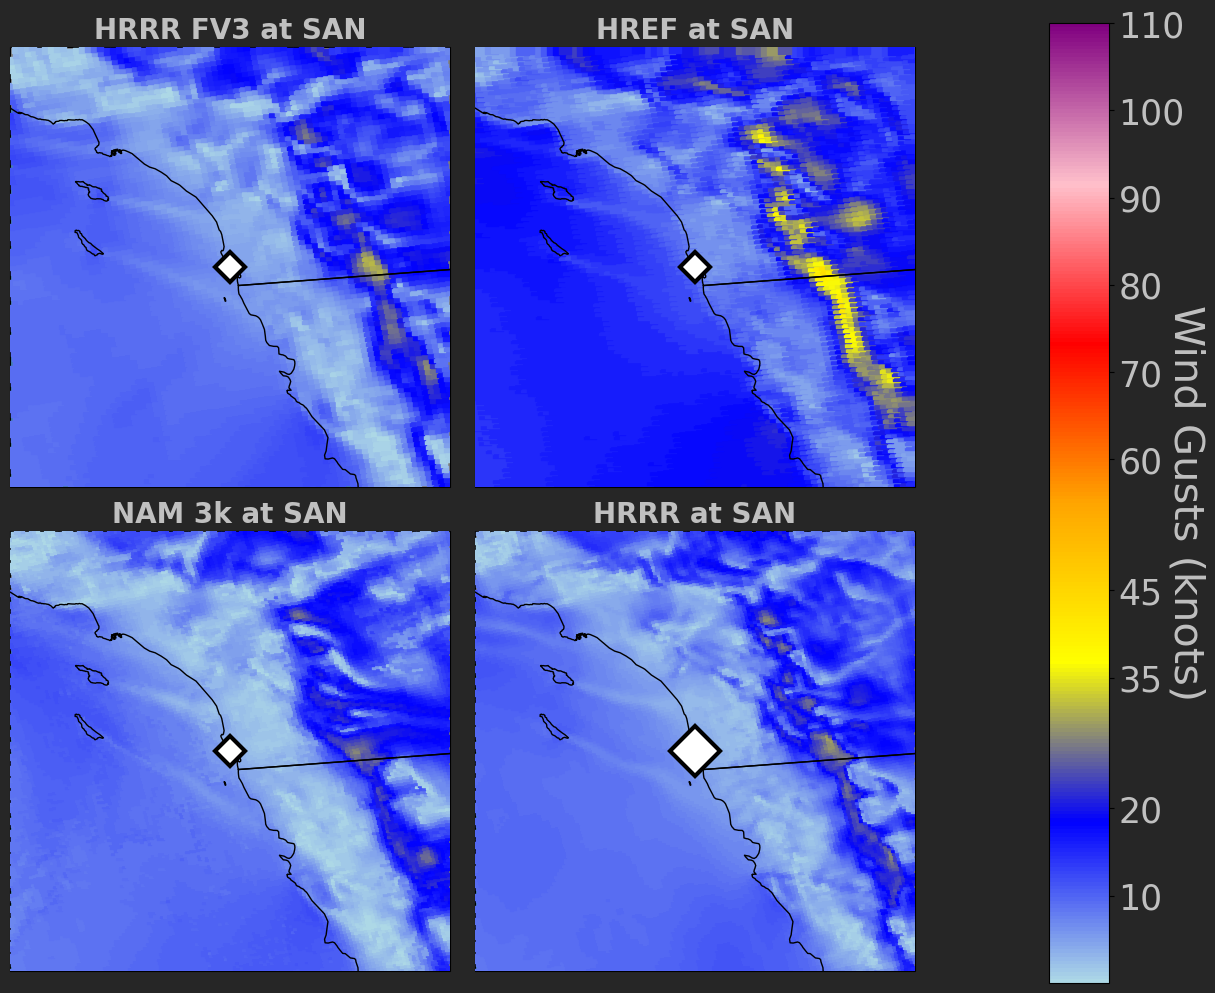 HRRR FV3 at SAN
HREF at SAN
NAM 3k at SAN
HRRR at SAN
110
100
90
80
70
60
45
35
20
10
Wind Gusts (knots)